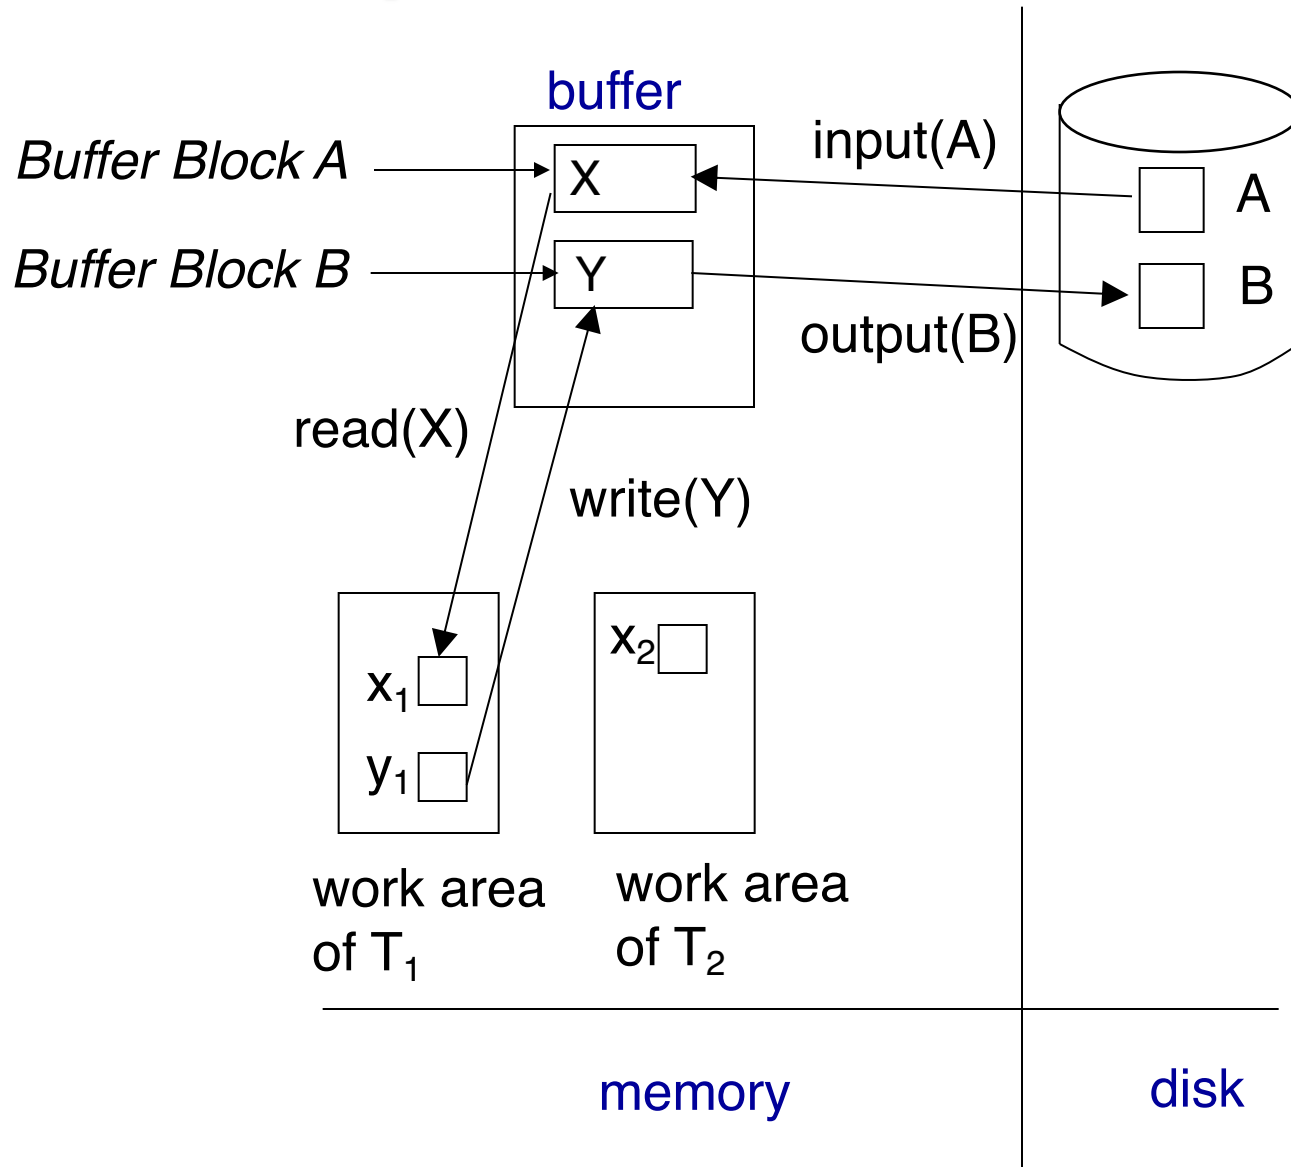 buffer
Buffer Block A
X
input(A)
A
Buffer Block B
Y
B
output(B)
read(X)
write(Y)
x₁
x₂
y₁
work area
of T₁
work area
of T₂
memory
disk